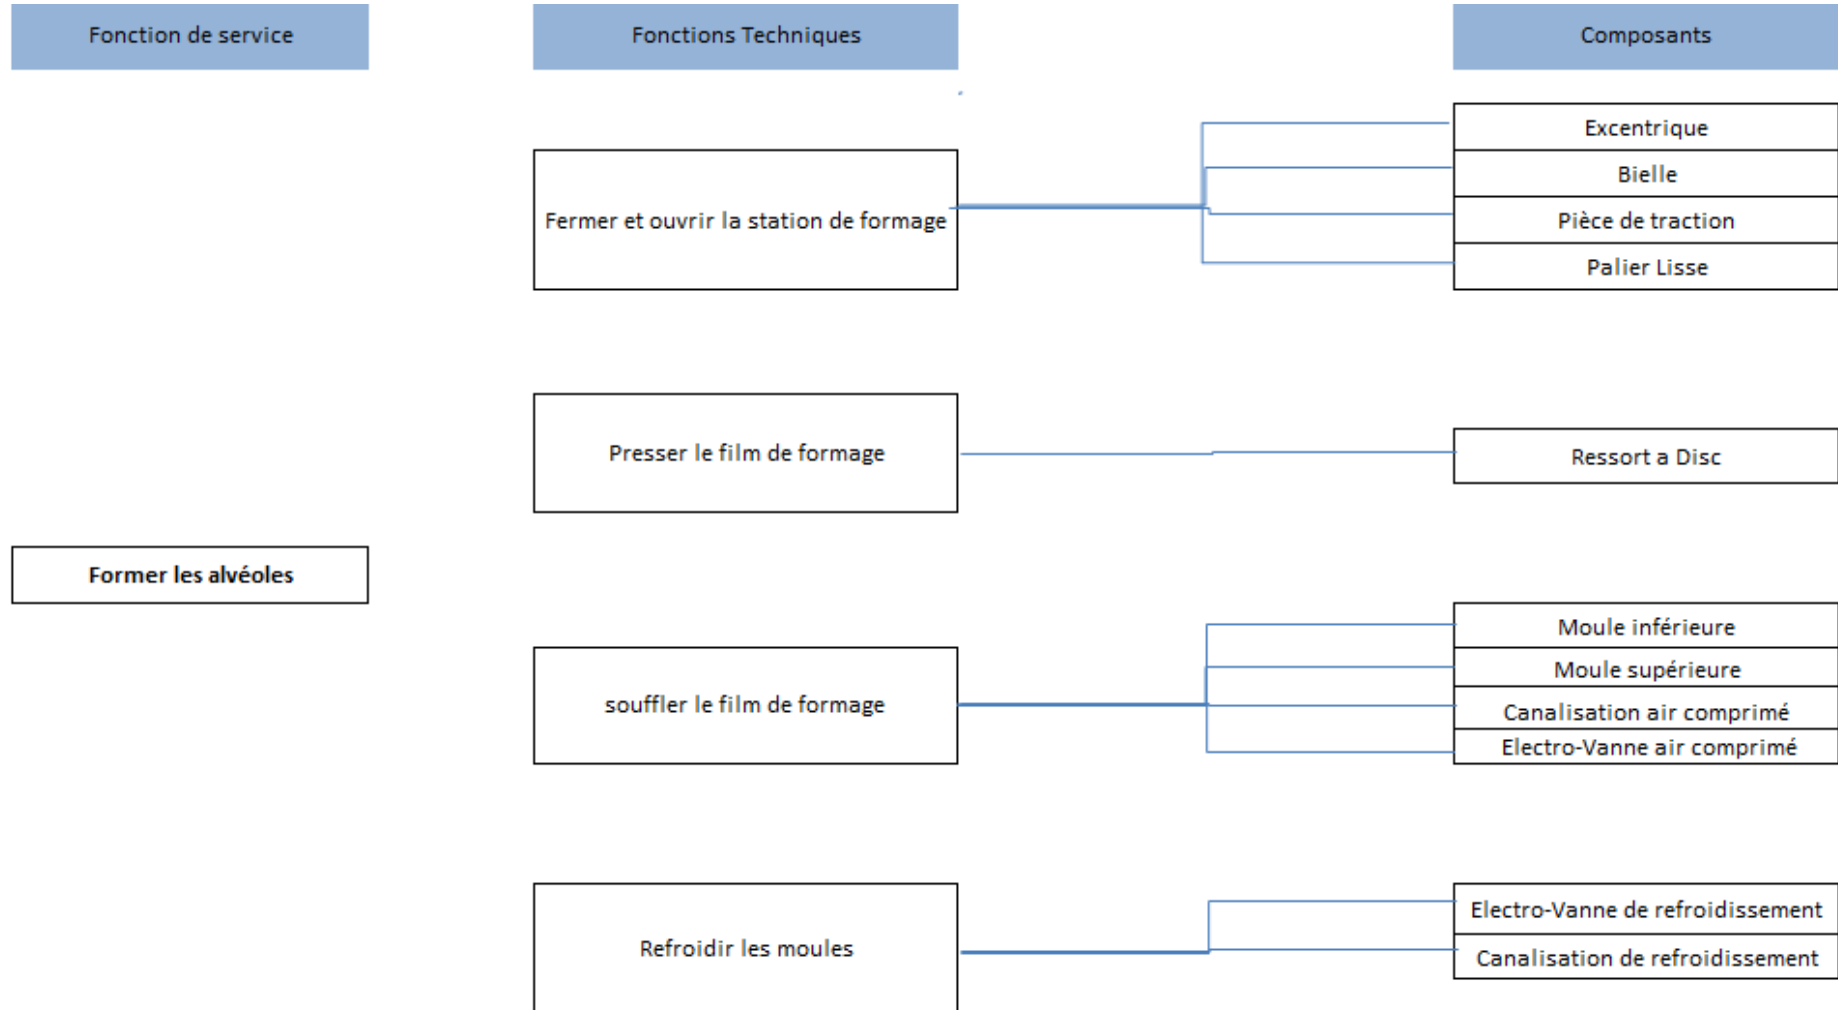 Fonction de service
Fonctions Techniques
Composants
Fermer et ouvrir la station de formage
Excentrique
Bielle
Pièce de traction
Palier Lisse
Presser le film de formage
Ressort a Disc
Former les alvéoles
souffler le film de formage
Moule inférieure
Moule supérieure
Canalisation air comprimé
Electro-Vanne air comprimé
Refroidir les moules
Electro-Vanne de refroidissement
Canalisation de refroidissement